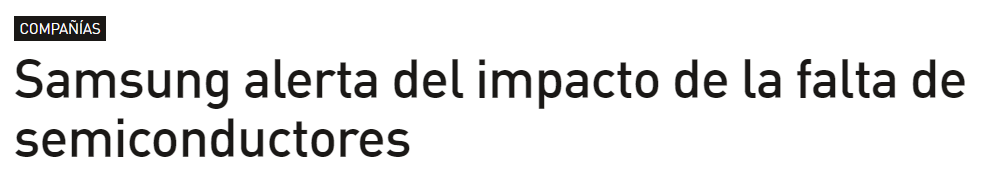 COMPAÑÍAS
Samsung alerta del impacto de la falta de
semiconductores